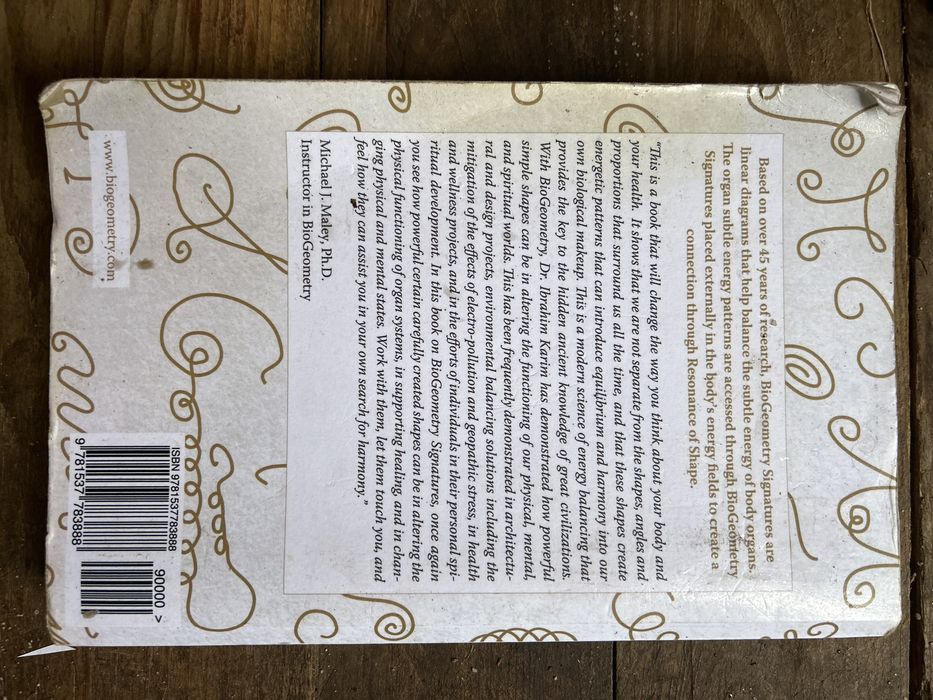 Based on over 45 years of research, BioGeometry Signatures are
linear diagrams that help balance the subtle energy of body organs.
The organ subtle energy patterns are accessed through BioGeometry
Signatures placed externally in the body's energy fields to create a
connection through Resonance of Shape.
"This is a book that will change the way you think about your body and
your health. It shows that we are not separate from the shapes, angles and
proportions that surround us all the time, and that these shapes create
energetic patterns that can introduce equilibrium and harmony into our
own biological makeup. This is a modern science of energy balancing that
provides the key to the hidden ancient knowledge of great civilizations.
With BioGeometry, Dr. Ibrahim Karim has demonstrated how powerful
simple shapes can be in altering the functioning of our physical, mental,
and spiritual worlds. This has been frequently demonstrated in architectu-
ral and design projects, environmental balancing solutions including the
mitigation of the effects of electro-pollution and geopathic stress, in health
and wellness projects, and in the efforts of individuals in their personal spi-
ritual development. In this book on BioGeometry Signatures, once again
you see how powerful certain carefully created shapes can be in altering the
physical functioning of organ systems, in supporting healing, and in chan-
ging physical and mental states. Work with them, let them touch you, and
feel how they can assist you in your own search for harmony."
Michael J. Maley, Ph.D.
Instructor in BioGeometry
www.biogeometry.com
ISBN 9781537783888
90000 >
9 781537 783888